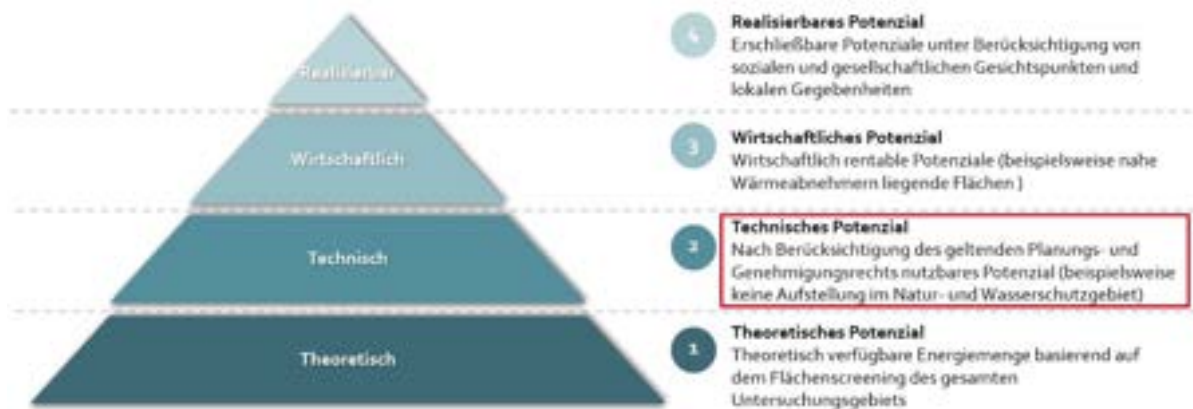 Realisierbar
4
Realisierbares Potenzial
Erschließbare Potenziale unter Berücksichtigung von
sozialen und gesellschaftlichen Gesichtspunkten und
lokalen Gegebenheiten
Wirtschaftlich
3
Wirtschaftliches Potenzial
Wirtschaftlich rentable Potenziale (beispielsweise nahe
Wärmeabnehmern liegende Flächen )
Technisch
2
Technisches Potenzial
Nach Berücksichtigung des geltenden Planungs- und
Genehmigungsrechts nutzbares Potenzial (beispielsweise
keine Aufstellung im Natur- und Wasserschutzgebiet)
Theoretisch
1
Theoretisches Potenzial
Theoretisch verfügbare Energiemenge basierend auf
dem Flächenscreening des gesamten
Untersuchungsgebiets